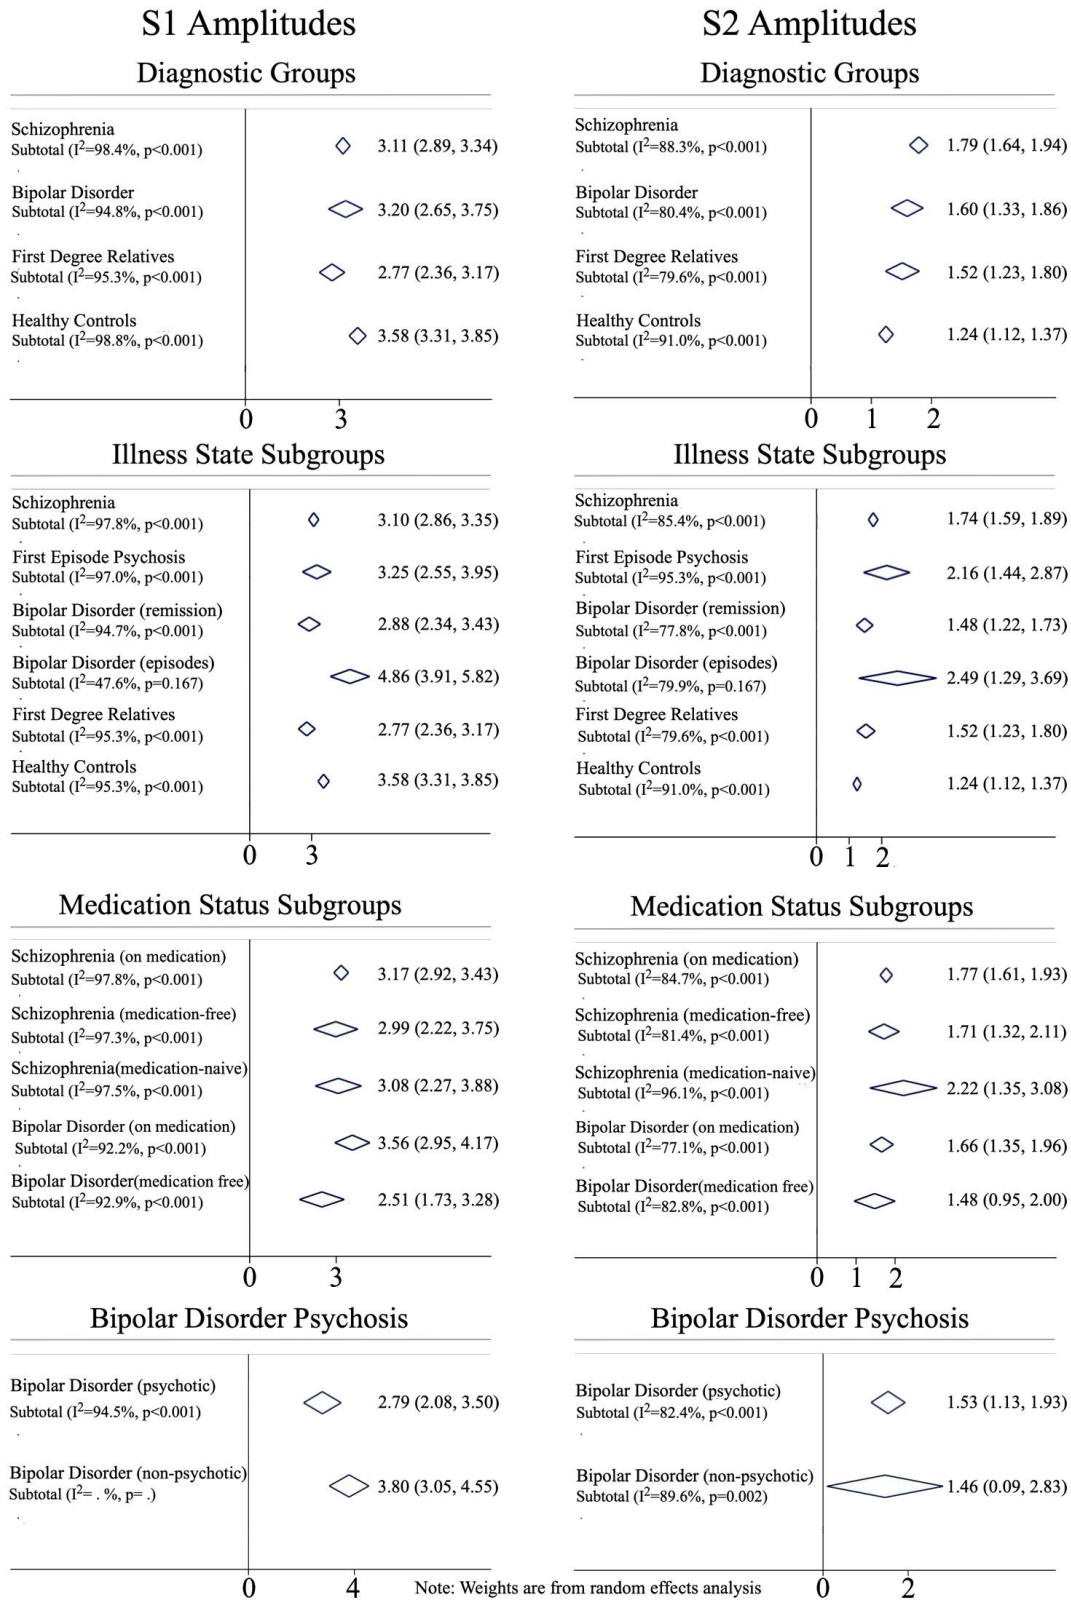 S1 Amplitudes
Diagnostic Groups
Schizophrenia
Subtotal (I²=98.4%, p<0.001) 3.11 (2.89, 3.34)
Bipolar Disorder
Subtotal (I²=94.8%, p<0.001) 3.20 (2.65, 3.75)
First Degree Relatives
Subtotal (I²=95.3%, p<0.001) 2.77 (2.36, 3.17)
Healthy Controls
Subtotal (I²=98.8%, p<0.001) 3.58 (3.31, 3.85)
0 3
Illness State Subgroups
Schizophrenia
Subtotal (I²=97.8%, p<0.001) 3.10 (2.86, 3.35)
First Episode Psychosis
Subtotal (I²=97.0%, p<0.001) 3.25 (2.55, 3.95)
Bipolar Disorder (remission)
Subtotal (I²=94.7%, p<0.001) 2.88 (2.34, 3.43)
Bipolar Disorder (episodes)
Subtotal (I²=47.6%, p=0.167) 4.86 (3.91, 5.82)
First Degree Relatives
Subtotal (I²=95.3%, p<0.001) 2.77 (2.36, 3.17)
Healthy Controls
Subtotal (I²=95.3%, p<0.001) 3.58 (3.31, 3.85)
0 3
Medication Status Subgroups
Schizophrenia (on medication)
Subtotal (I²=97.8%, p<0.001) 3.17 (2.92, 3.43)
Schizophrenia (medication-free)
Subtotal (I²=97.3%, p<0.001) 2.99 (2.22, 3.75)
Schizophrenia(medication-naive)
Subtotal (I²=97.5%, p<0.001) 3.08 (2.27, 3.88)
Bipolar Disorder (on medication)
Subtotal (I²=92.2%, p<0.001) 3.56 (2.95, 4.17)
Bipolar Disorder(medication free)
Subtotal (I²=92.9%, p<0.001) 2.51 (1.73, 3.28)
0 3
Bipolar Disorder Psychosis
Bipolar Disorder (psychotic)
Subtotal (I²=94.5%, p<0.001) 2.79 (2.08, 3.50)
Bipolar Disorder (non-psychotic)
Subtotal (I²= . %, p= .) 3.80 (3.05, 4.55)
0 4
S2 Amplitudes
Diagnostic Groups
Schizophrenia
Subtotal (I²=88.3%, p<0.001) 1.79 (1.64, 1.94)
Bipolar Disorder
Subtotal (I²=80.4%, p<0.001) 1.60 (1.33, 1.86)
First Degree Relatives
Subtotal (I²=79.6%, p<0.001) 1.52 (1.23, 1.80)
Healthy Controls
Subtotal (I²=91.0%, p<0.001) 1.24 (1.12, 1.37)
0 1 2
Illness State Subgroups
Schizophrenia
Subtotal (I²=85.4%, p<0.001) 1.74 (1.59, 1.89)
First Episode Psychosis
Subtotal (I²=95.3%, p<0.001) 2.16 (1.44, 2.87)
Bipolar Disorder (remission)
Subtotal (I²=77.8%, p<0.001) 1.48 (1.22, 1.73)
Bipolar Disorder (episodes)
Subtotal (I²=79.9%, p=0.167) 2.49 (1.29, 3.69)
First Degree Relatives
Subtotal (I²=79.6%, p<0.001) 1.52 (1.23, 1.80)
Healthy Controls
Subtotal (I²=91.0%, p<0.001) 1.24 (1.12, 1.37)
0 1 2
Medication Status Subgroups
Schizophrenia (on medication)
Subtotal (I²=84.7%, p<0.001) 1.77 (1.61, 1.93)
Schizophrenia (medication-free)
Subtotal (I²=81.4%, p<0.001) 1.71 (1.32, 2.11)
Schizophrenia (medication-naive)
Subtotal (I²=96.1%, p<0.001) 2.22 (1.35, 3.08)
Bipolar Disorder (on medication)
Subtotal (I²=77.1%, p<0.001) 1.66 (1.35, 1.96)
Bipolar Disorder(medication free)
Subtotal (I²=82.8%, p<0.001) 1.48 (0.95, 2.00)
0 1 2
Bipolar Disorder Psychosis
Bipolar Disorder (psychotic)
Subtotal (I²=82.4%, p<0.001) 1.53 (1.13, 1.93)
Bipolar Disorder (non-psychotic)
Subtotal (I²=89.6%, p=0.002) 1.46 (0.09, 2.83)
0 2
Note: Weights are from random effects analysis